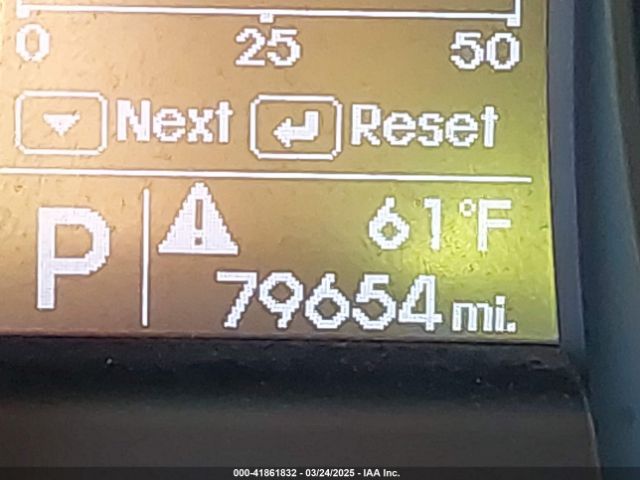 0 25 50
Next Reset
P 61°F
79654 mi.
000-41861832 - 03/24/2025 - IAA Inc.